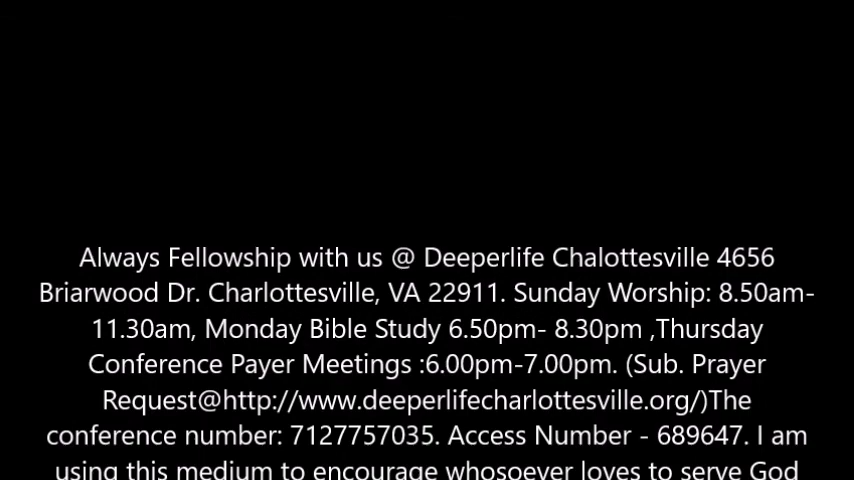 Always Fellowship with us @ Deeperlife Chalottesville 4656
Briarwood Dr. Charlottesville, VA 22911. Sunday Worship: 8.50am-
11.30am, Monday Bible Study 6.50pm- 8.30pm ,Thursday
Conference Payer Meetings :6.00pm-7.00pm. (Sub. Prayer
Request@http://www.deeperlifecharlottesville.org/)The
conference number: 7127757035. Access Number - 689647. I am
using this medium to encourage whosoever loves to serve God